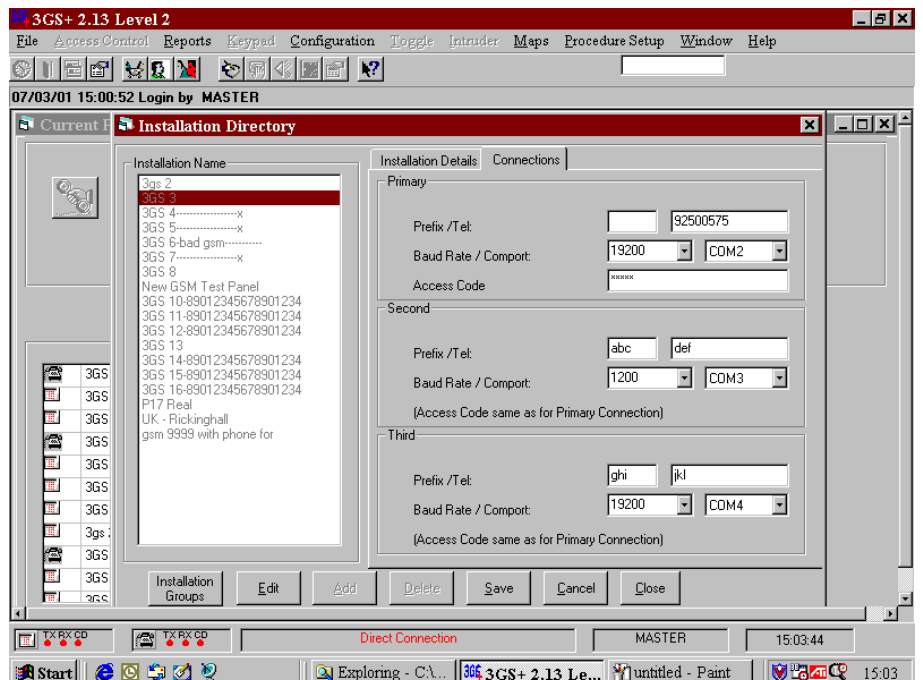 3GS+ 2.13 Level 2
File Access Control Reports Keypad Configuration Toggle Intruder Maps Procedure Setup Window Help
07/03/01 15:00:52 Login by MASTER
Current
Installation Directory
Installation Name
3gs 2
3GS 3
3GS 4-----------------x
3GS 5-----------------x
3GS 6-bad gsm----------
3GS 7-----------------x
3GS 8
New GSM Test Panel
3GS 10-89012345678901234
3GS 11-89012345678901234
3GS 12-89012345678901234
3GS 13
3GS 14-89012345678901234
3GS 15-89012345678901234
3GS 16-89012345678901234
P17 Real
UK - Rickinghall
gsm 9999 with phone for
Installation Details Connections
Primary
Prefix /Tel: 92500575
Baud Rate / Comport: 19200 COM2
Access Code xxxxx
Second
Prefix /Tel: abc def
Baud Rate / Comport: 1200 COM3
(Access Code same as for Primary Connection)
Third
Prefix /Tel: ghi jkl
Baud Rate / Comport: 19200 COM4
(Access Code same as for Primary Connection)
3GS
3GS
3GS
3GS
3GS
3GS
3GS
3gs
3GS
3GS
3GS
Installation Groups Edit Add Delete Save Cancel Close
TX RX CD TX RX CD Direct Connection MASTER 15:03:44
Start Exploring - C:\... 3GS+ 2.13 Le... untitled - Paint 15:03